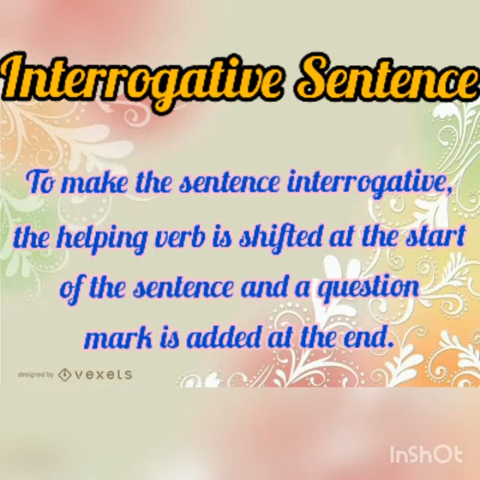 Interrogative Sentence
To make the sentence interrogative,
the helping verb is shifted at the start
of the sentence and a question
mark is added at the end.
designed by vexels
InShOt